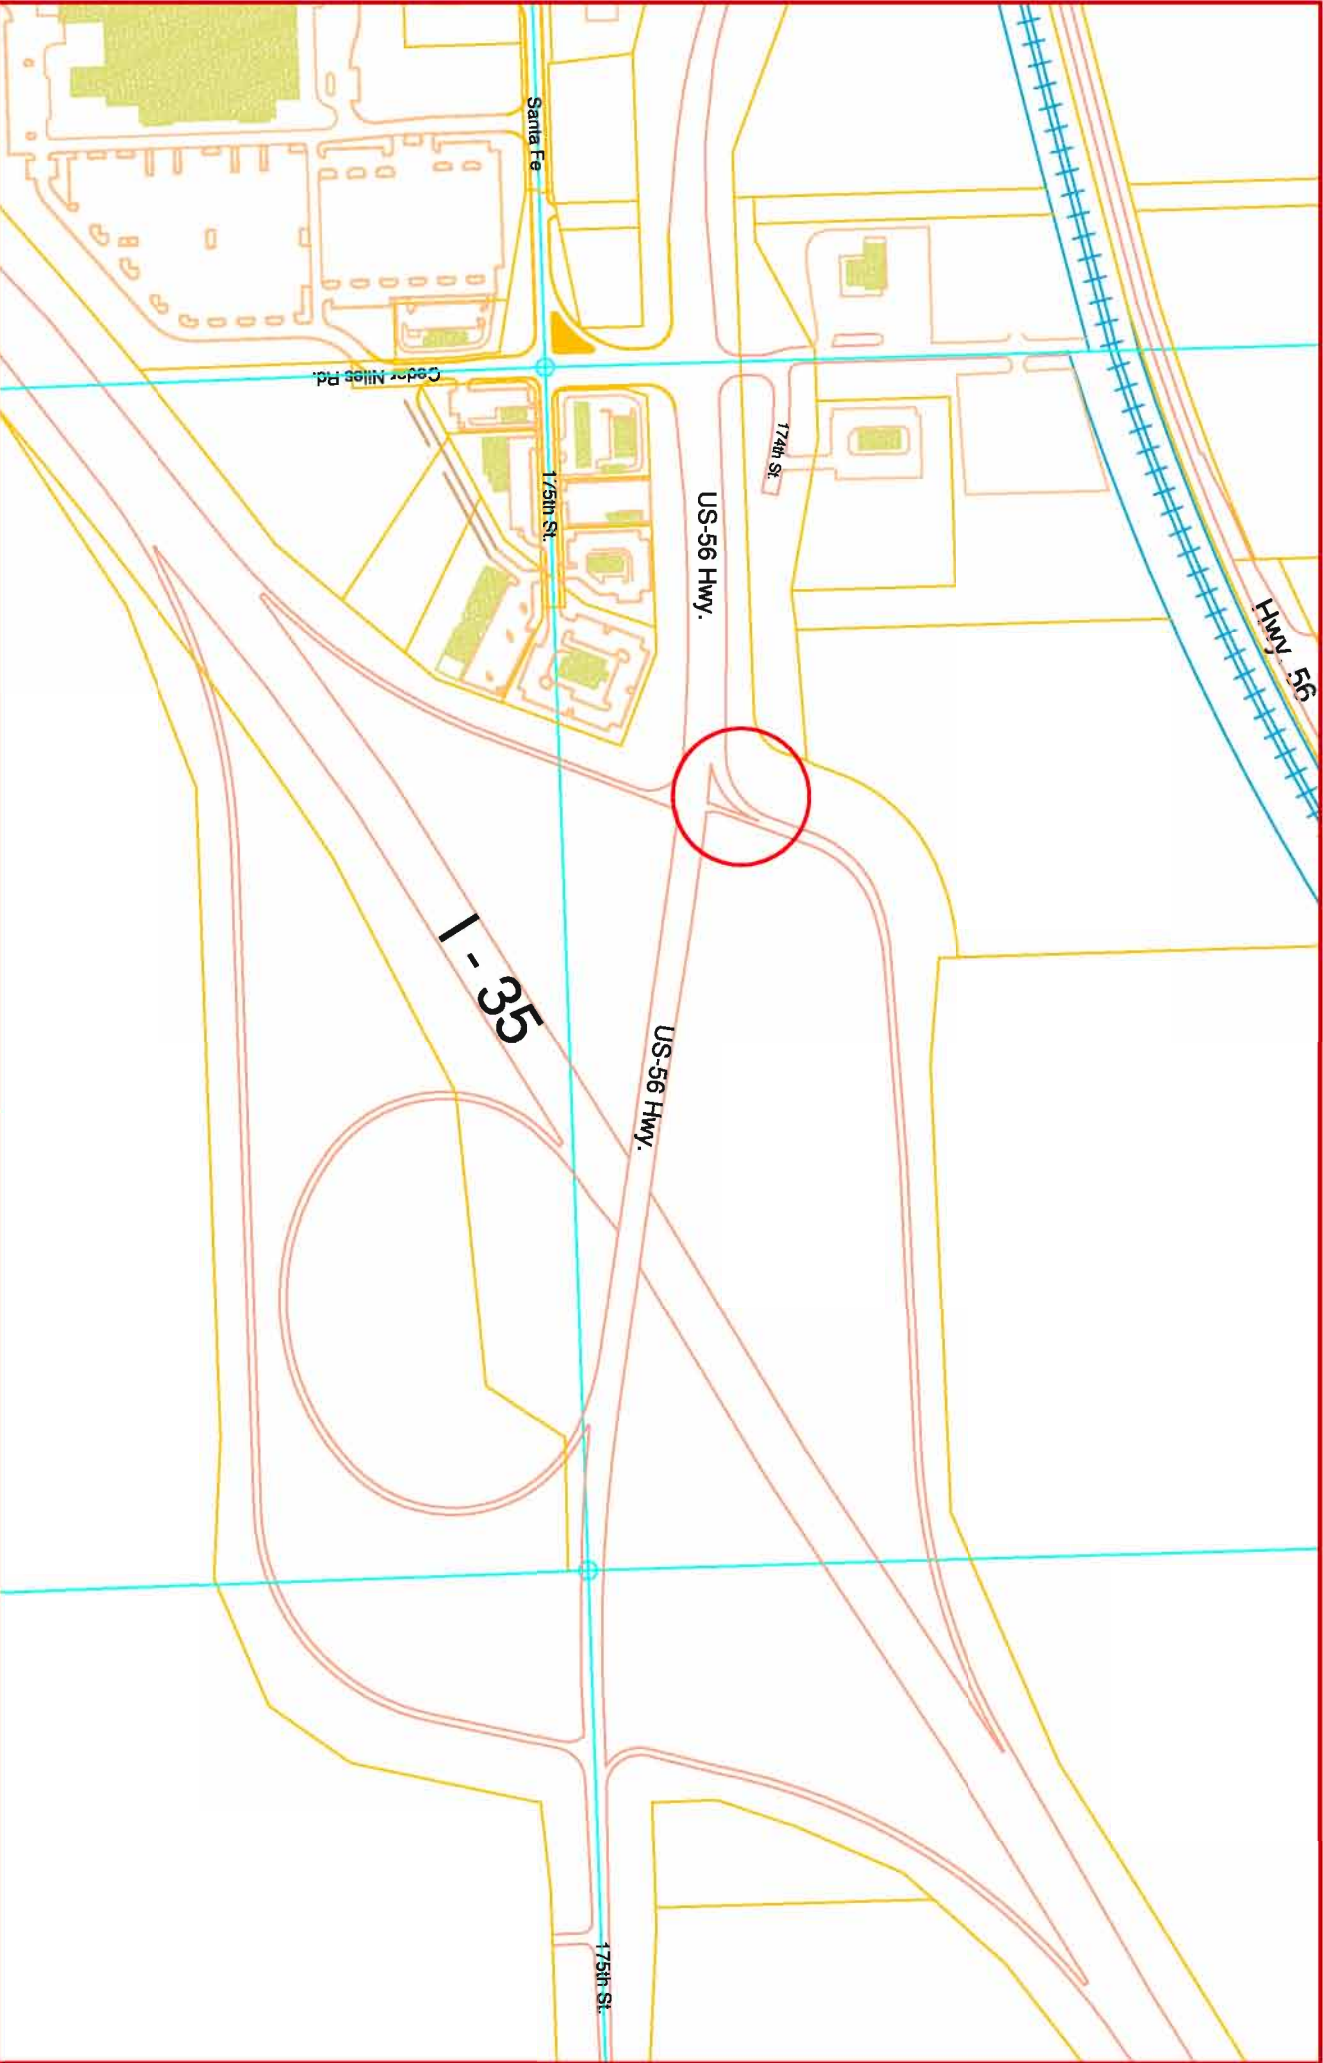 Santa Fe
Cedar Niles Rd.
174th St.
175th St.
US-56 Hwy.
Hwy. 56
I - 35
US-56 Hwy.
175th St.